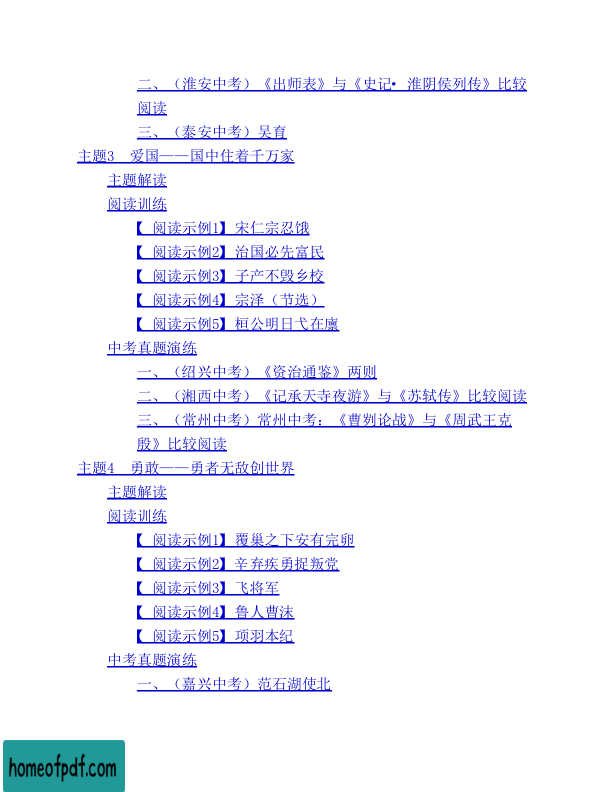 二、（淮安中考）《出师表》与《史记• 淮阴侯列传》比较
阅读
三、（泰安中考）吴育
主题3　爱国——国中住着千万家
主题解读
阅读训练
【 阅读示例1】宋仁宗忍饿
【 阅读示例2】治国必先富民
【 阅读示例3】子产不毁乡校
【 阅读示例4】宗泽（节选）
【 阅读示例5】桓公明日弋在廪
中考真题演练
一、（绍兴中考）《资治通鉴》两则
二、（湘西中考）《记承天寺夜游》与《苏轼传》比较阅读
三、（常州中考）常州中考：《曹刿论战》与《周武王克
殷》比较阅读
主题4　勇敢——勇者无敌创世界
主题解读
阅读训练
【 阅读示例1】覆巢之下安有完卵
【 阅读示例2】辛弃疾勇捉叛党
【 阅读示例3】飞将军
【 阅读示例4】鲁人曹沫
【 阅读示例5】项羽本纪
中考真题演练
一、（嘉兴中考）范石湖使北
homeofpdf.com